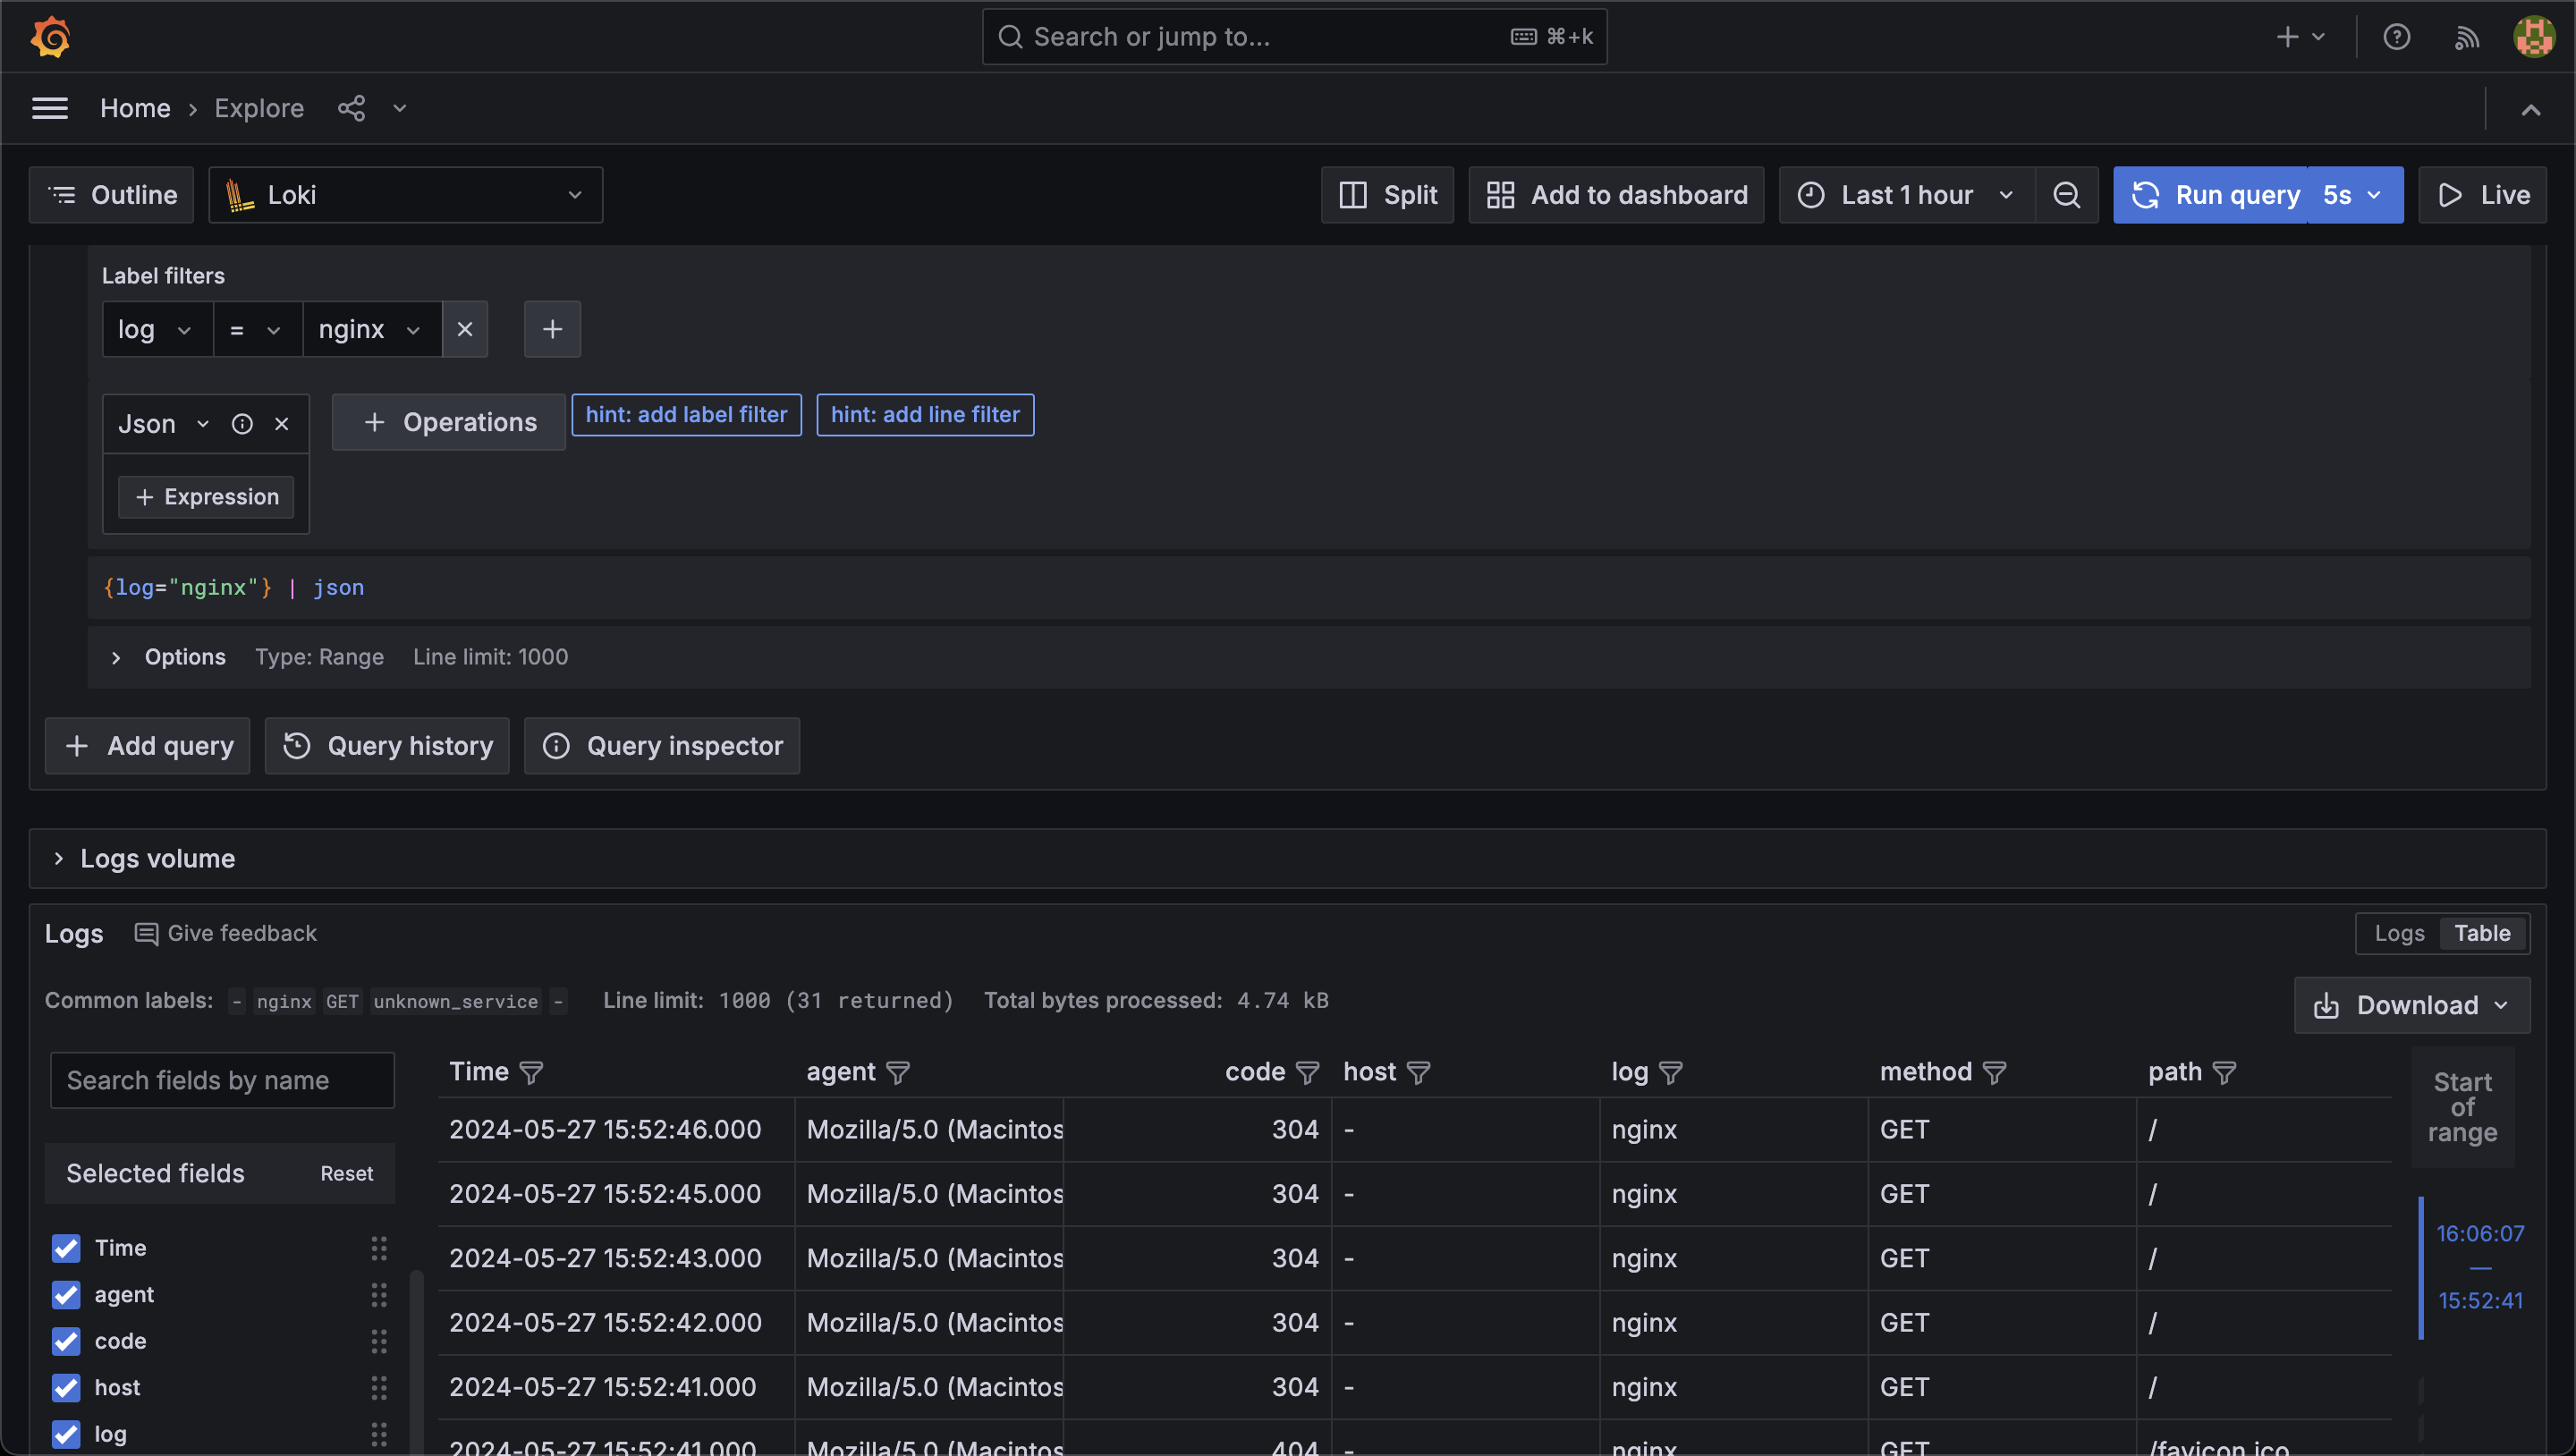 Search or jump to... ⌘+k
Home › Explore
Outline Loki Split Add to dashboard Last 1 hour Run query 5s Live
Label filters
log = nginx
Json + Operations hint: add label filter hint: add line filter
+ Expression
{log="nginx"} | json
Options Type: Range Line limit: 1000
+ Add query Query history Query inspector
Logs volume
Logs Give feedback Logs Table
Common labels: - nginx GET unknown_service - Line limit: 1000 (31 returned) Total bytes processed: 4.74 kB
Download
Search fields by name
Selected fields Reset
Time
agent
code
host
log
Time agent code host log method path
2024-05-27 15:52:46.000 Mozilla/5.0 (Macintos 304 - nginx GET /
2024-05-27 15:52:45.000 Mozilla/5.0 (Macintos 304 - nginx GET /
2024-05-27 15:52:43.000 Mozilla/5.0 (Macintos 304 - nginx GET /
2024-05-27 15:52:42.000 Mozilla/5.0 (Macintos 304 - nginx GET /
2024-05-27 15:52:41.000 Mozilla/5.0 (Macintos 304 - nginx GET /
2024-05-27 15:52:41.000 Mozilla/5.0 (Macintos 404 - nginx GET /favicon.ico
Start
of
range
16:06:07
—
15:52:41